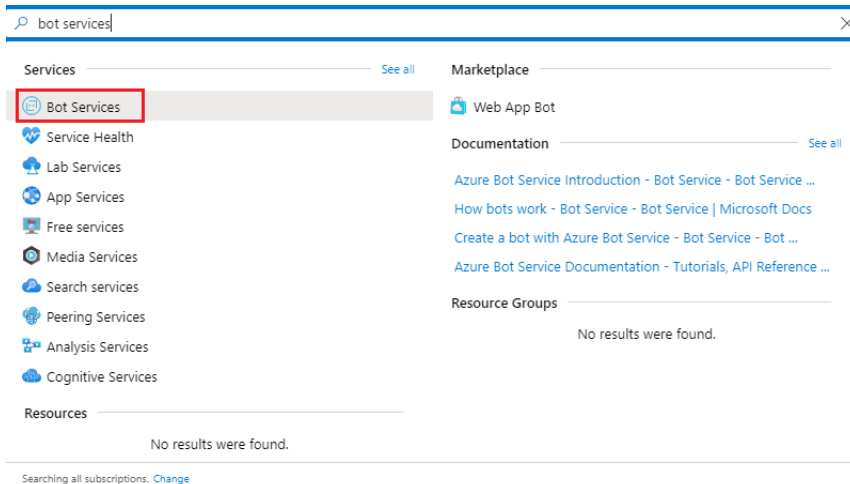 bot services
Services
See all
Bot Services
Service Health
Lab Services
App Services
Free services
Media Services
Search services
Peering Services
Analysis Services
Cognitive Services
Resources
No results were found.
Marketplace
Web App Bot
Documentation
See all
Azure Bot Service Introduction - Bot Service - Bot Service ...
How bots work - Bot Service - Bot Service | Microsoft Docs
Create a bot with Azure Bot Service - Bot Service - Bot ...
Azure Bot Service Documentation - Tutorials, API Reference ...
Resource Groups
No results were found.
Searching all subscriptions. Change